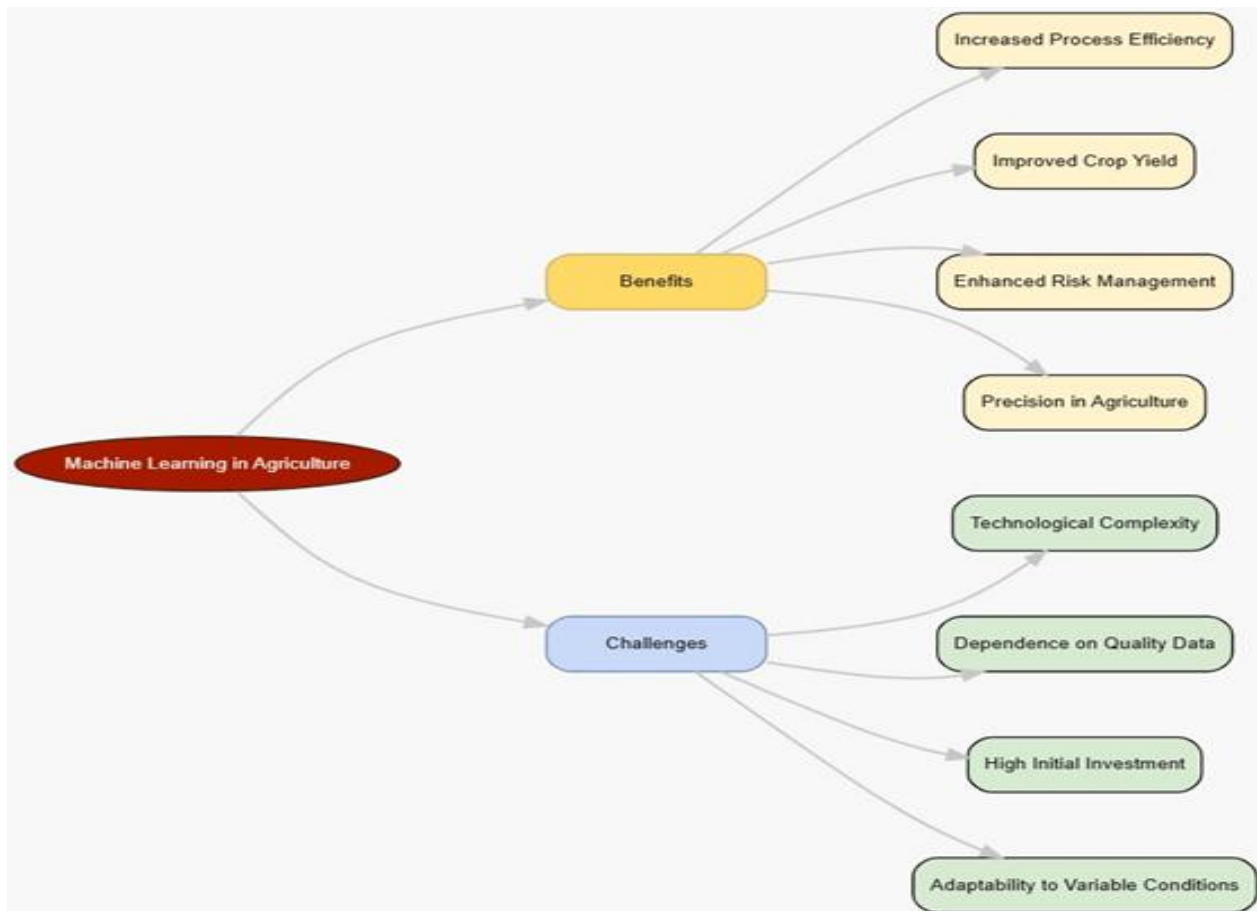 Increased Process Efficiency
Improved Crop Yield
Benefits
Enhanced Risk Management
Precision in Agriculture
Machine Learning in Agriculture
Technological Complexity
Challenges
Dependence on Quality Data
High Initial Investment
Adaptability to Variable Conditions